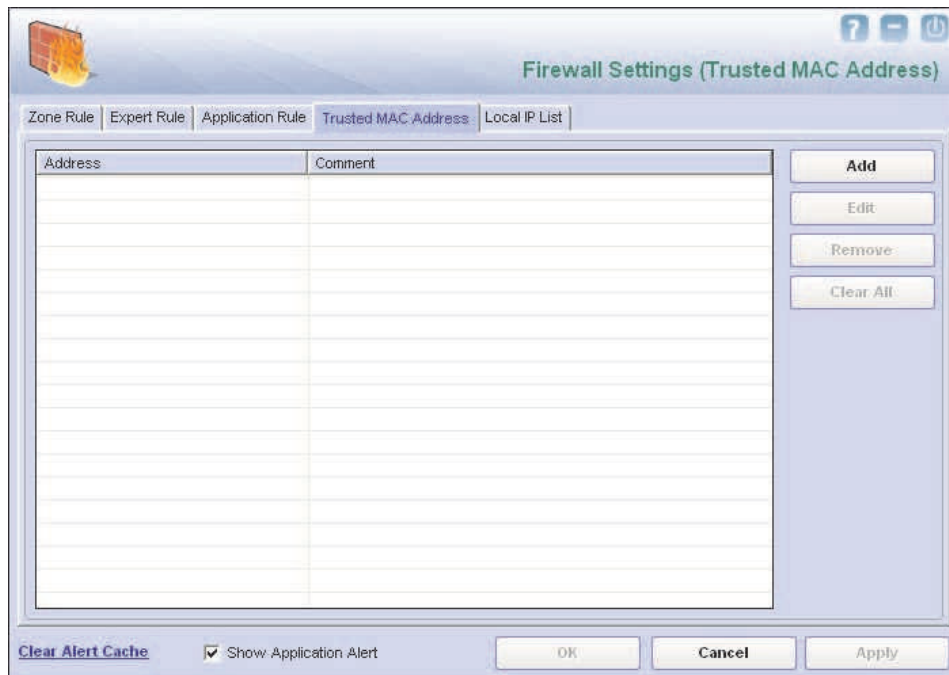 ?
Firewall Settings (Trusted MAC Address)
Zone Rule Expert Rule Application Rule Trusted MAC Address Local IP List
Address Comment
Add
Edit
Remove
Clear All
Clear Alert Cache Show Application Alert OK Cancel Apply